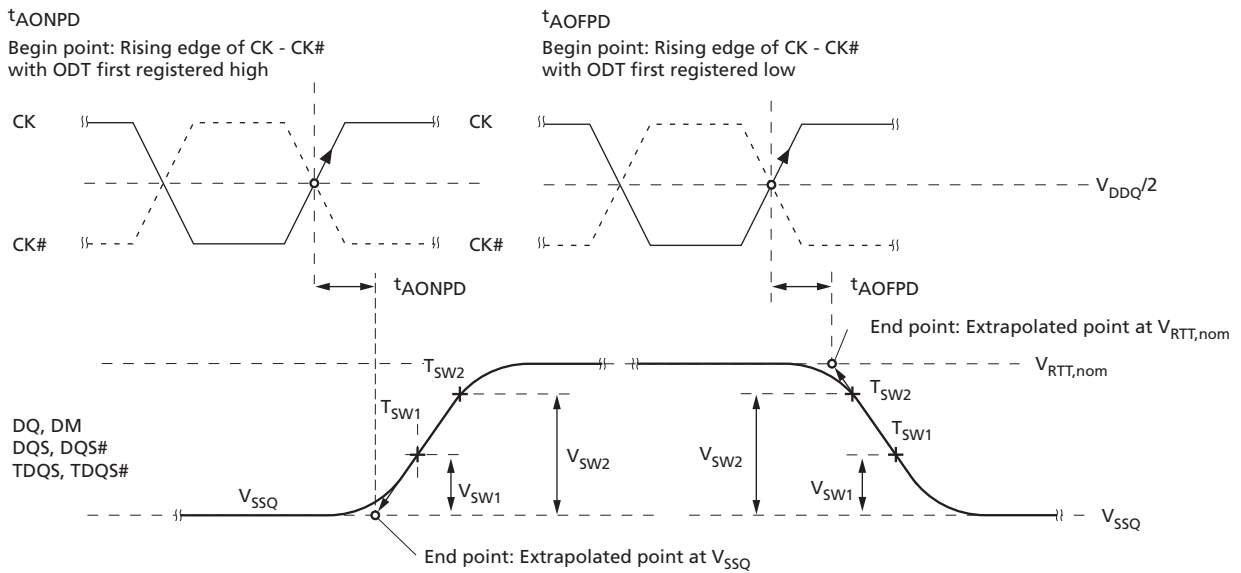 tAONPD
Begin point: Rising edge of CK - CK#
with ODT first registered high
tAOFPD
Begin point: Rising edge of CK - CK#
with ODT first registered low
CK
CK
VDDQ/2
CK#
CK#
tAONPD
tAOFPD
End point: Extrapolated point at VRTT,nom
TSW2
VRTT,nom
TSW2
TSW1
TSW1
DQ, DM
DQS, DQS#
TDQS, TDQS#
VSW2
VSW2
VSW1
VSW1
VSSQ
VSSQ
End point: Extrapolated point at VSSQ